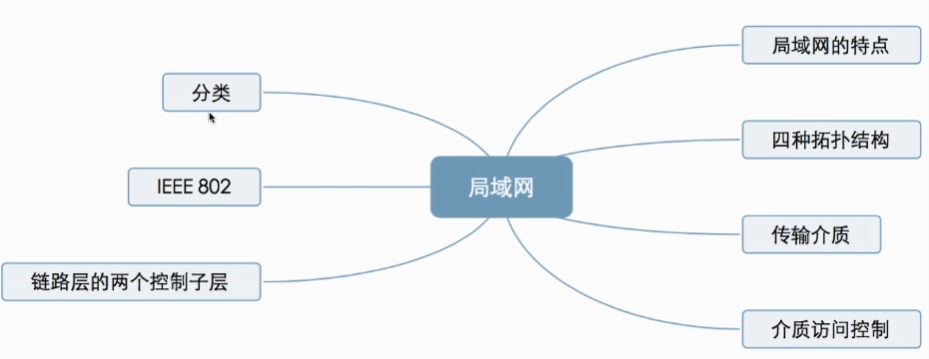 局域网的特点
分类
四种拓扑结构
IEEE 802
局域网
传输介质
链路层的两个控制子层
介质访问控制